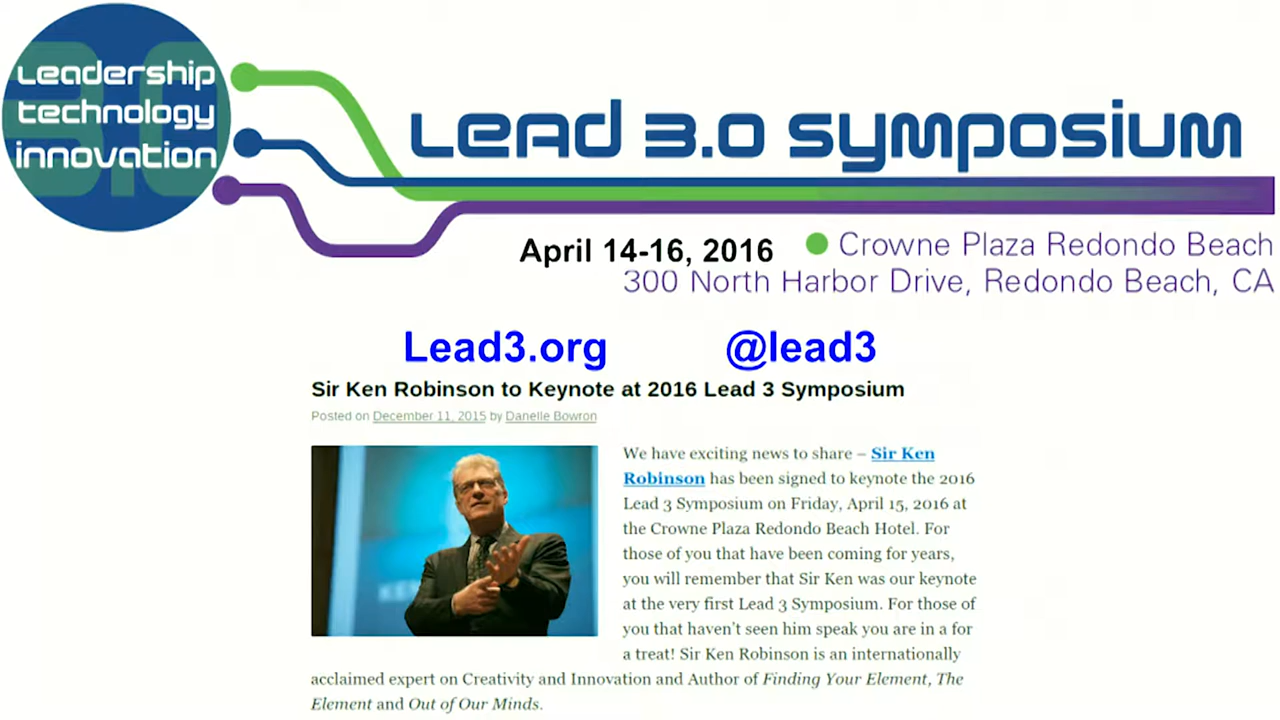 Leadership
technology
innovation
3.0
Lead 3.0 Symposium
April 14-16, 2016
Crowne Plaza Redondo Beach
300 North Harbor Drive, Redondo Beach, CA
Lead3.org @lead3
Sir Ken Robinson to Keynote at 2016 Lead 3 Symposium
Posted on December 11, 2015 by Danelle Bowron
We have exciting news to share – Sir Ken
Robinson has been signed to keynote the 2016
Lead 3 Symposium on Friday, April 15, 2016 at
the Crowne Plaza Redondo Beach Hotel. For
those of you that have been coming for years,
you will remember that Sir Ken was our keynote
at the very first Lead 3 Symposium. For those of
you that haven't seen him speak you are in a for
a treat! Sir Ken Robinson is an internationally
acclaimed expert on Creativity and Innovation and Author of Finding Your Element, The
Element and Out of Our Minds.